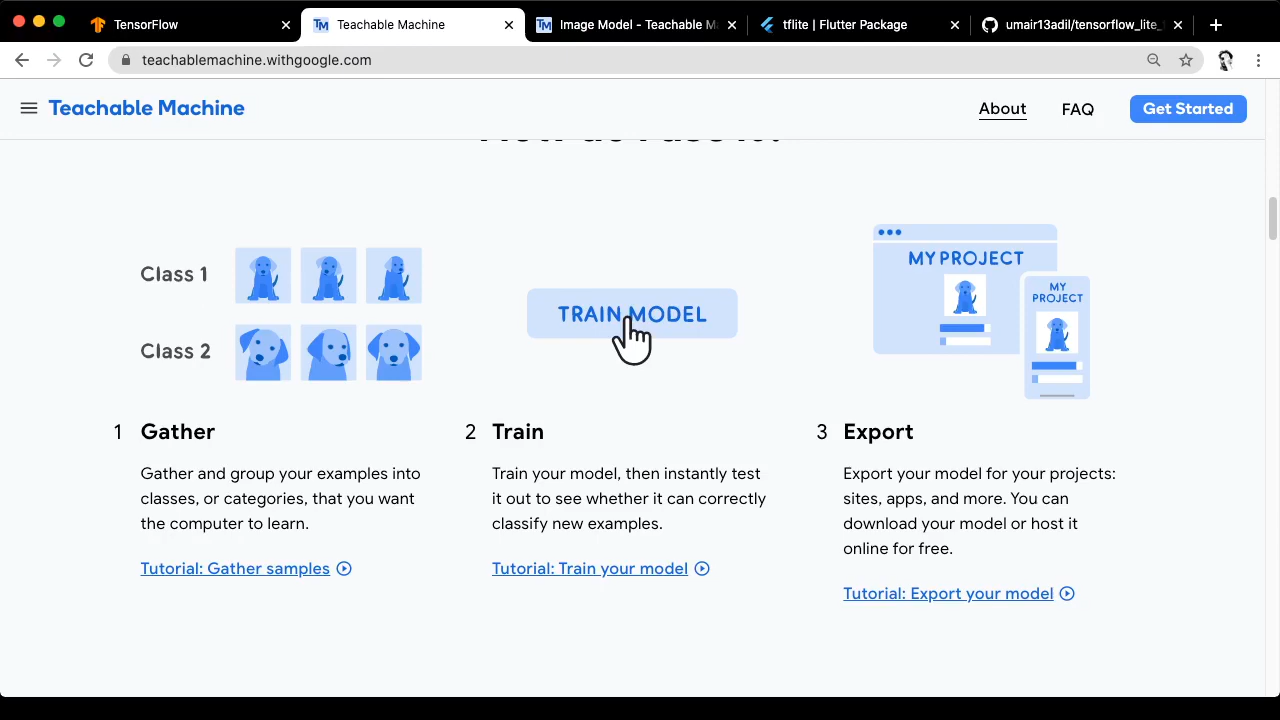 TensorFlow
Teachable Machine
Image Model - Teachable M
tflite | Flutter Package
umair13adil/tensorflow_lite_
teachablemachine.withgoogle.com
Teachable Machine
About
FAQ
Get Started
Class 1
Class 2
TRAIN MODEL
MY PROJECT
MY
PROJECT
1 Gather
Gather and group your examples into
classes, or categories, that you want
the computer to learn.
Tutorial: Gather samples
2 Train
Train your model, then instantly test
it out to see whether it can correctly
classify new examples.
Tutorial: Train your model
3 Export
Export your model for your projects:
sites, apps, and more. You can
download your model or host it
online for free.
Tutorial: Export your model